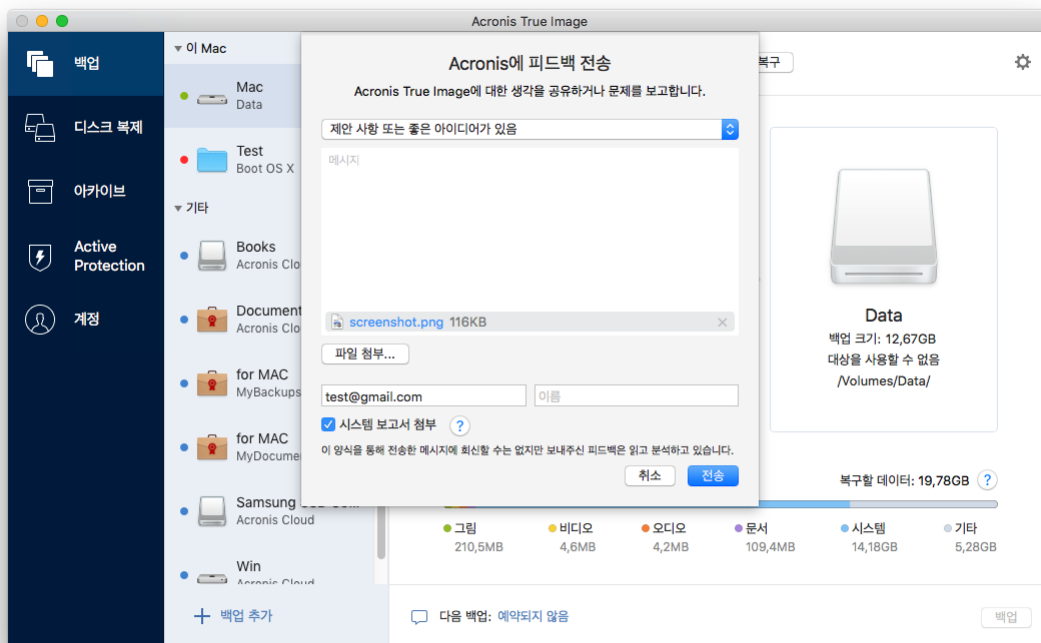 Acronis True Image
백업
디스크 복제
아카이브
Active
Protection
계정
이 Mac
Mac
Data
Test
Boot OS X
기타
Books
Acronis Clo
Document
Acronis Clo
for MAC
MyBackups
for MAC
MyDocume
Samsung
Acronis Cloud
Win
Acronis Cloud
백업 추가
Acronis에 피드백 전송
Acronis True Image에 대한 생각을 공유하거나 문제를 보고합니다.
제안 사항 또는 좋은 아이디어가 있음
메시지
screenshot.png 116KB
파일 첨부...
test@gmail.com
이름
시스템 보고서 첨부 ?
이 양식을 통해 전송한 메시지에 회신할 수는 없지만 보내주신 피드백은 읽고 분석하고 있습니다.
취소
전송
복구
Data
백업 크기: 12,67GB
대상을 사용할 수 없음
/Volumes/Data/
복구할 데이터: 19,78GB ?
그림
비디오
오디오
문서
시스템
기타
210,5MB
4,6MB
4,2MB
109,4MB
14,18GB
5,28GB
다음 백업: 예약되지 않음
백업